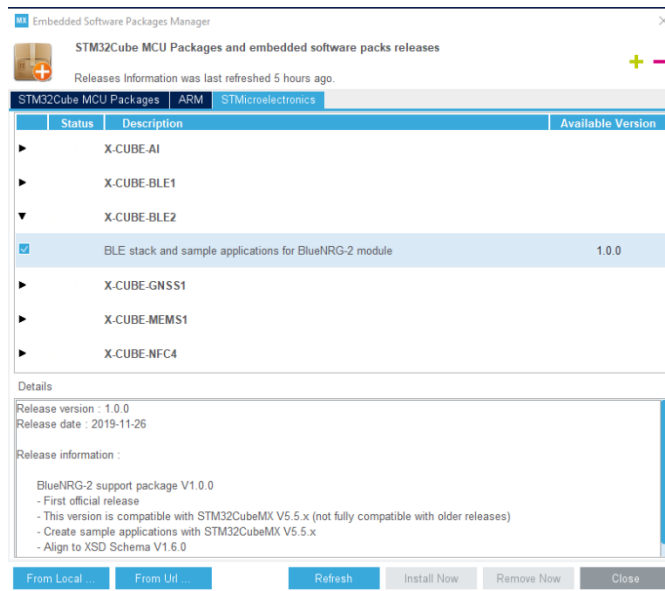 MX Embedded Software Packages Manager
STM32Cube MCU Packages and embedded software packs releases
Releases Information was last refreshed 5 hours ago.
STM32Cube MCU Packages ARM STMicroelectronics
Status Description Available Version
X-CUBE-AI
X-CUBE-BLE1
X-CUBE-BLE2
BLE stack and sample applications for BlueNRG-2 module 1.0.0
X-CUBE-GNSS1
X-CUBE-MEMS1
X-CUBE-NFC4
Details
Release version : 1.0.0
Release date : 2019-11-26
Release information :
BlueNRG-2 support package V1.0.0
- First official release
- This version is compatible with STM32CubeMX V5.5.x (not fully compatible with older releases)
- Create sample applications with STM32CubeMX V5.5.x
- Align to XSD Schema V1.6.0
From Local ... From Url ... Refresh Install Now Remove Now Close